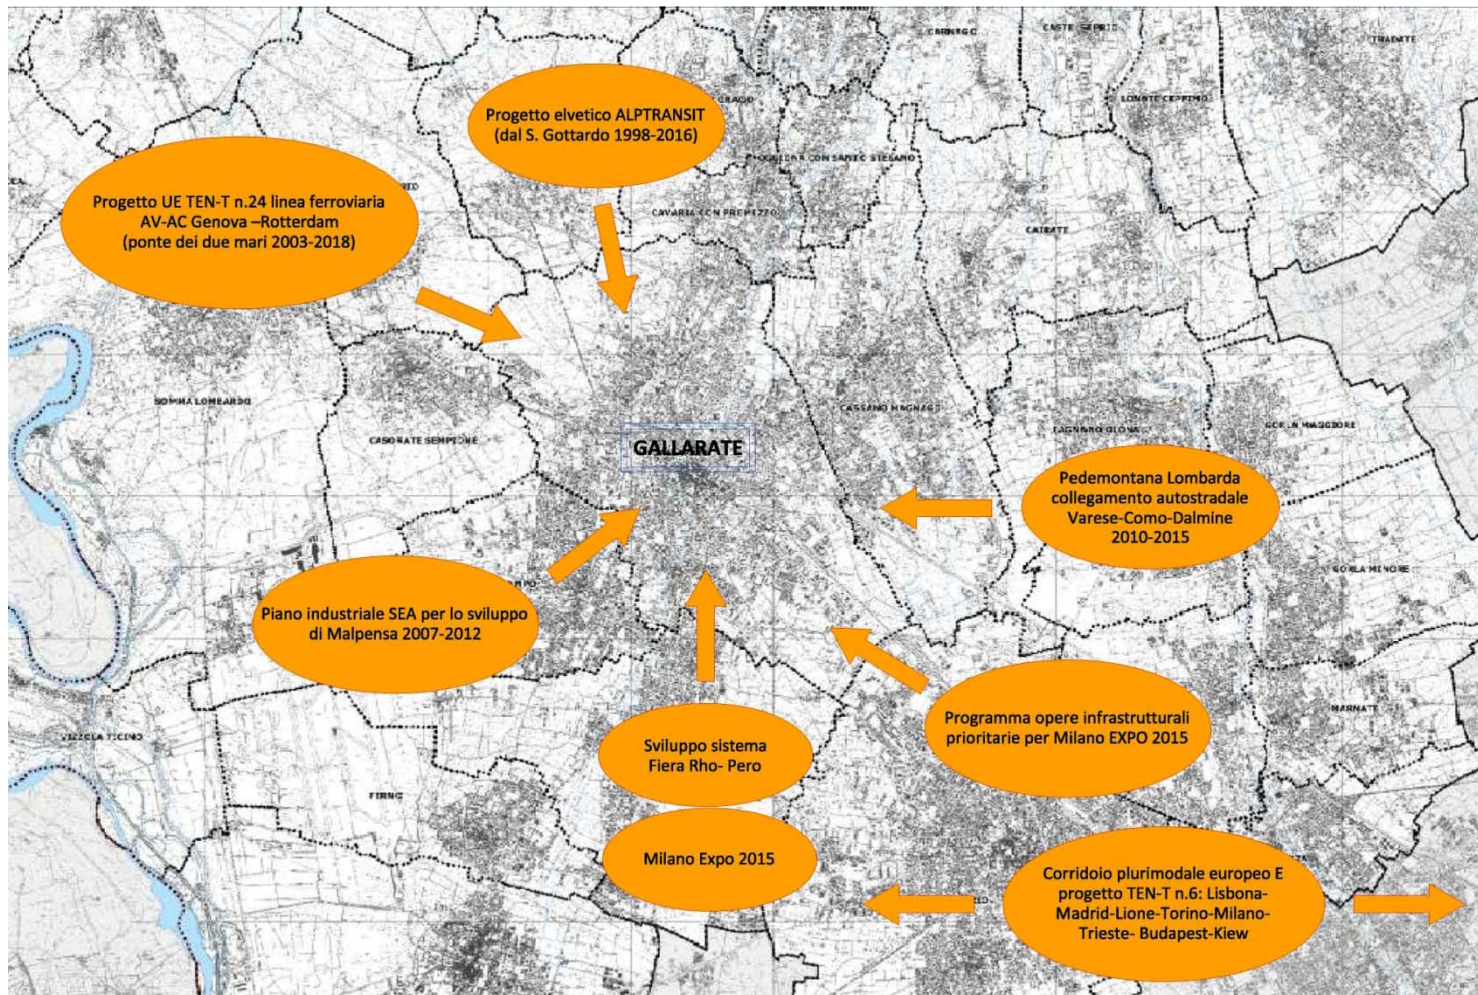 CARNAGO
TRADATE
LONATE CEPPINO
Progetto elvetico ALPTRANSIT
(dal S. Gottardo 1998-2016)
Progetto UE TEN-T n.24 linea ferroviaria
AV-AC Genova –Rotterdam
(ponte dei due mari 2003-2018)
CAVARIA CON PREMEZZO
CAIRATE
SOMMA LOMBARDO
CASORATE SEMPIONE
CASSANO MAGNAGO
FAGNANO OLONA
GORLA MAGGIORE
GALLARATE
Pedemontana Lombarda
collegamento autostradale
Varese-Como-Dalmine
2010-2015
GORLA MINORE
Piano industriale SEA per lo sviluppo
di Malpensa 2007-2012
Programma opere infrastrutturali
prioritarie per Milano EXPO 2015
MARNATE
VIZZOLA TICINO
Sviluppo sistema
Fiera Rho- Pero
FERNO
Milano Expo 2015
Corridoio plurimodale europeo E
progetto TEN-T n.6: Lisbona-
Madrid-Lione-Torino-Milano-
Trieste- Budapest-Kiew